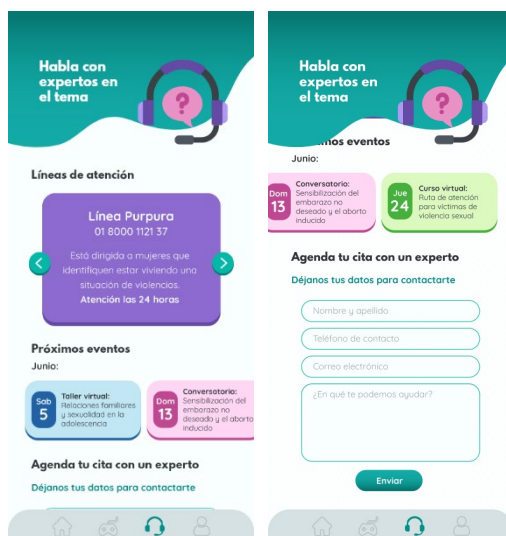 Habla con
expertos en
el tema
?
Líneas de atención
Línea Purpura
01 8000 1121 37
Está dirigida a mujeres que
identifiquen estar viviendo una
situación de violencias.
Atención las 24 horas
Próximos eventos
Junio:
Sab
5
Taller virtual:
Relaciones familiares
y sexualidad en la
adolescencia
Dom
13
Conversatorio:
Sensibilización del
embarazo no
deseado y el aborto
inducido
Agenda tu cita con un experto
Déjanos tus datos para contactarte
Habla con
expertos en
el tema
?
ximos eventos
Junio:
Dom
13
Conversatorio:
Sensibilización del
embarazo no
deseado y el aborto
inducido
Jue
24
Curso virtual:
Ruta de atención
para víctimas de
violencia sexual
Agenda tu cita con un experto
Déjanos tus datos para contactarte
Nombre y apellido
Teléfono de contacto
Correo electrónico
¿En qué te podemos ayudar?
Enviar